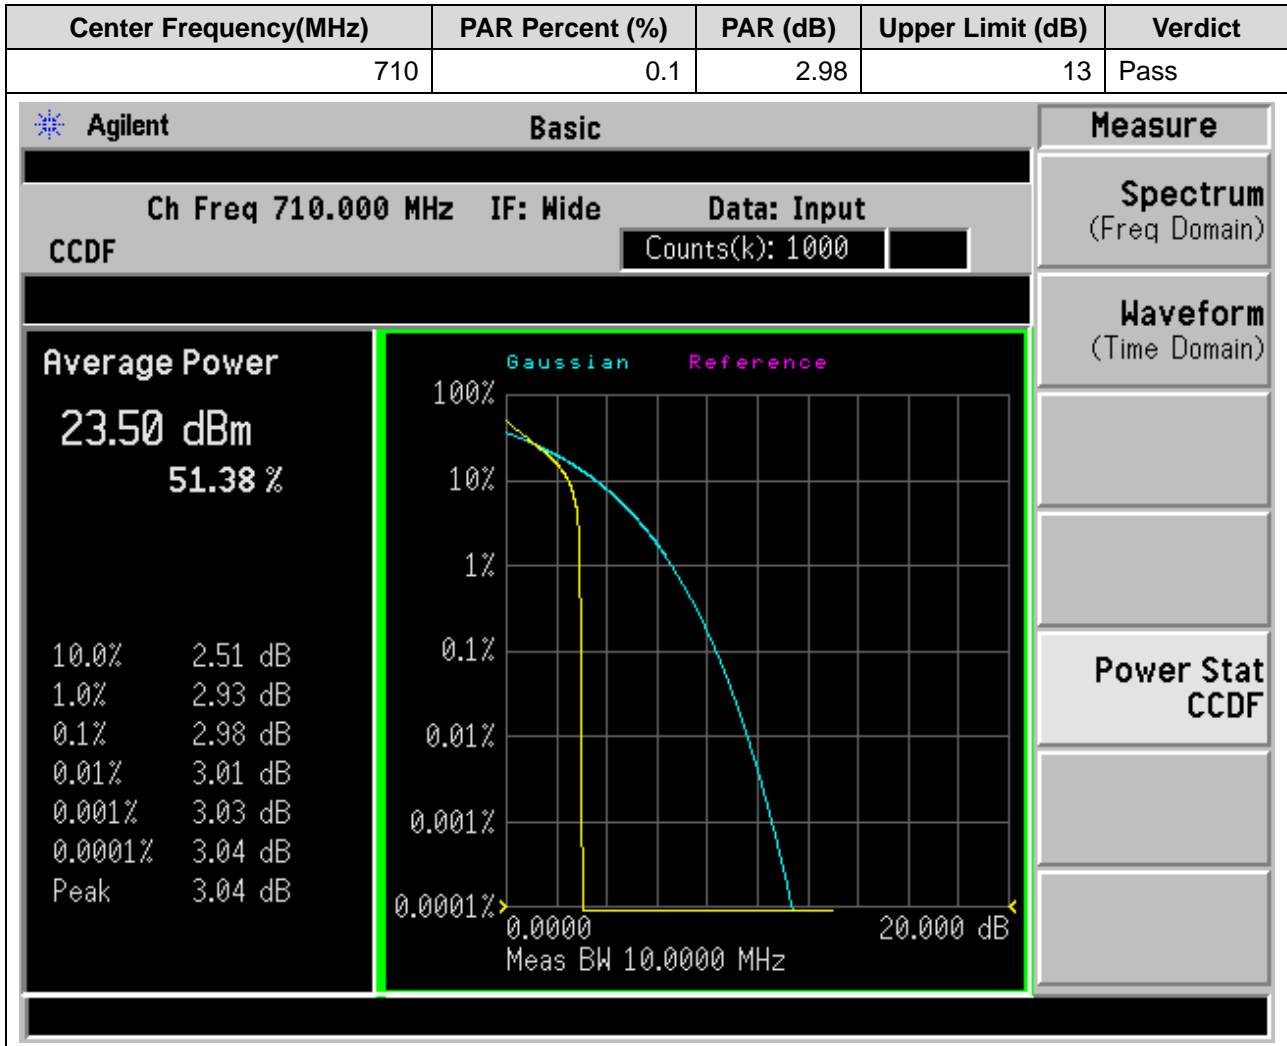 Center Frequency(MHz) PAR Percent (%) PAR (dB) Upper Limit (dB) Verdict
710 0.1 2.98 13 Pass
Agilent Basic Measure
Ch Freq 710.000 MHz IF: Wide Data: Input
CCDF Counts(k): 1000
Spectrum
(Freq Domain)
Waveform
(Time Domain)
Power Stat
CCDF
Average Power
23.50 dBm
51.38 %
10.0% 2.51 dB
1.0% 2.93 dB
0.1% 2.98 dB
0.01% 3.01 dB
0.001% 3.03 dB
0.0001% 3.04 dB
Peak 3.04 dB
Gaussian Reference
100%
10%
1%
0.1%
0.01%
0.001%
0.0001%
0.0000 20.000 dB
Meas BW 10.0000 MHz